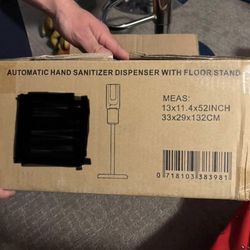 AUTOMATIC HAND SANITIZER DISPENSER WITH FLOOR STAND
MEAS:
13x11.4x52INCH
33x29x132CM
0 718103 383981